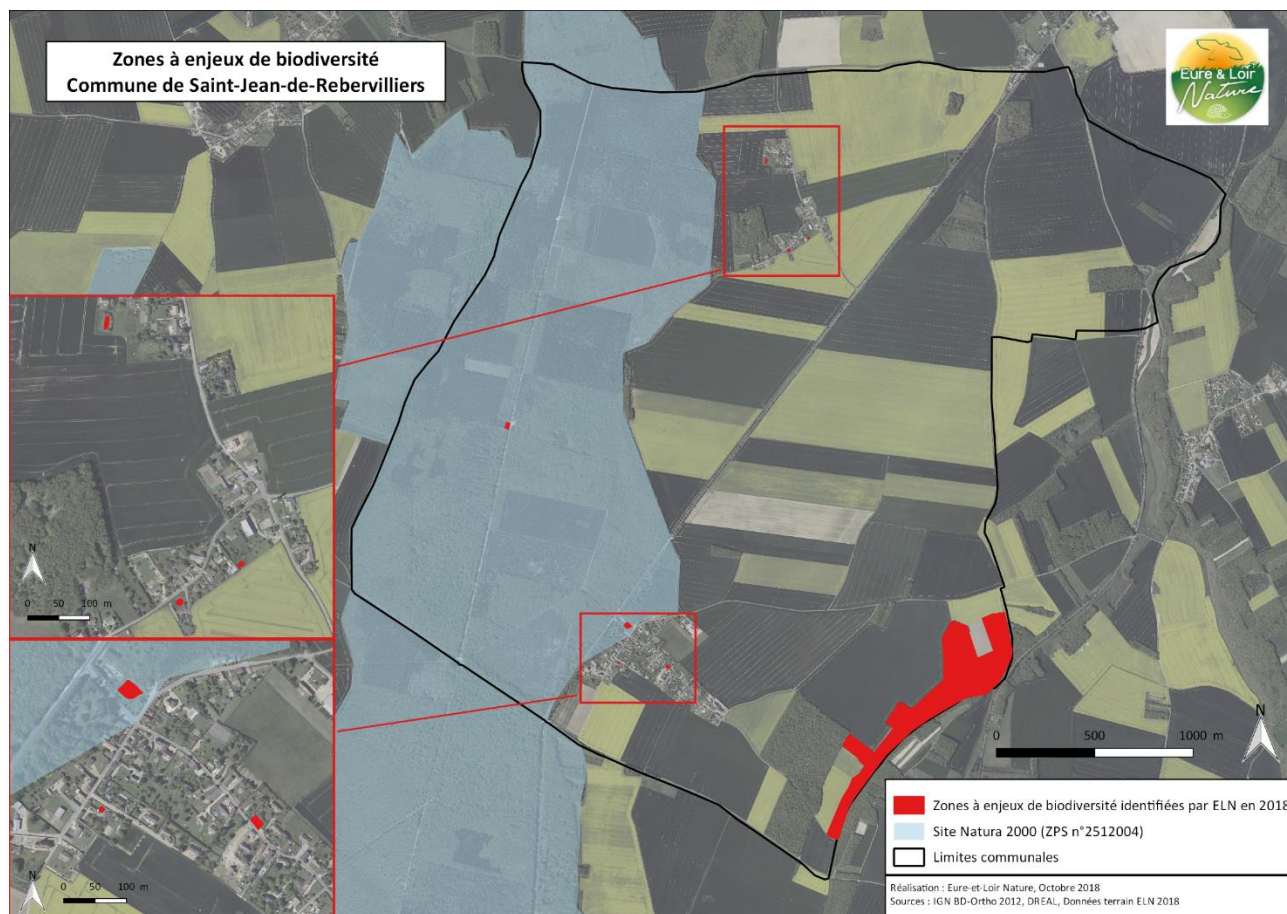 Zones à enjeux de biodiversité
Commune de Saint-Jean-de-Rebervilliers
Eure & Loir
Nature
N
0 50 100 m
N
0 50 100 m
0 500 1000 m
N
Zones à enjeux de biodiversité identifiées par ELN en 2018
Site Natura 2000 (ZPS n°2512004)
Limites communales
Réalisation : Eure-et-Loir Nature, Octobre 2018
Sources : IGN BD-Ortho 2012, DREAL, Données terrain ELN 2018